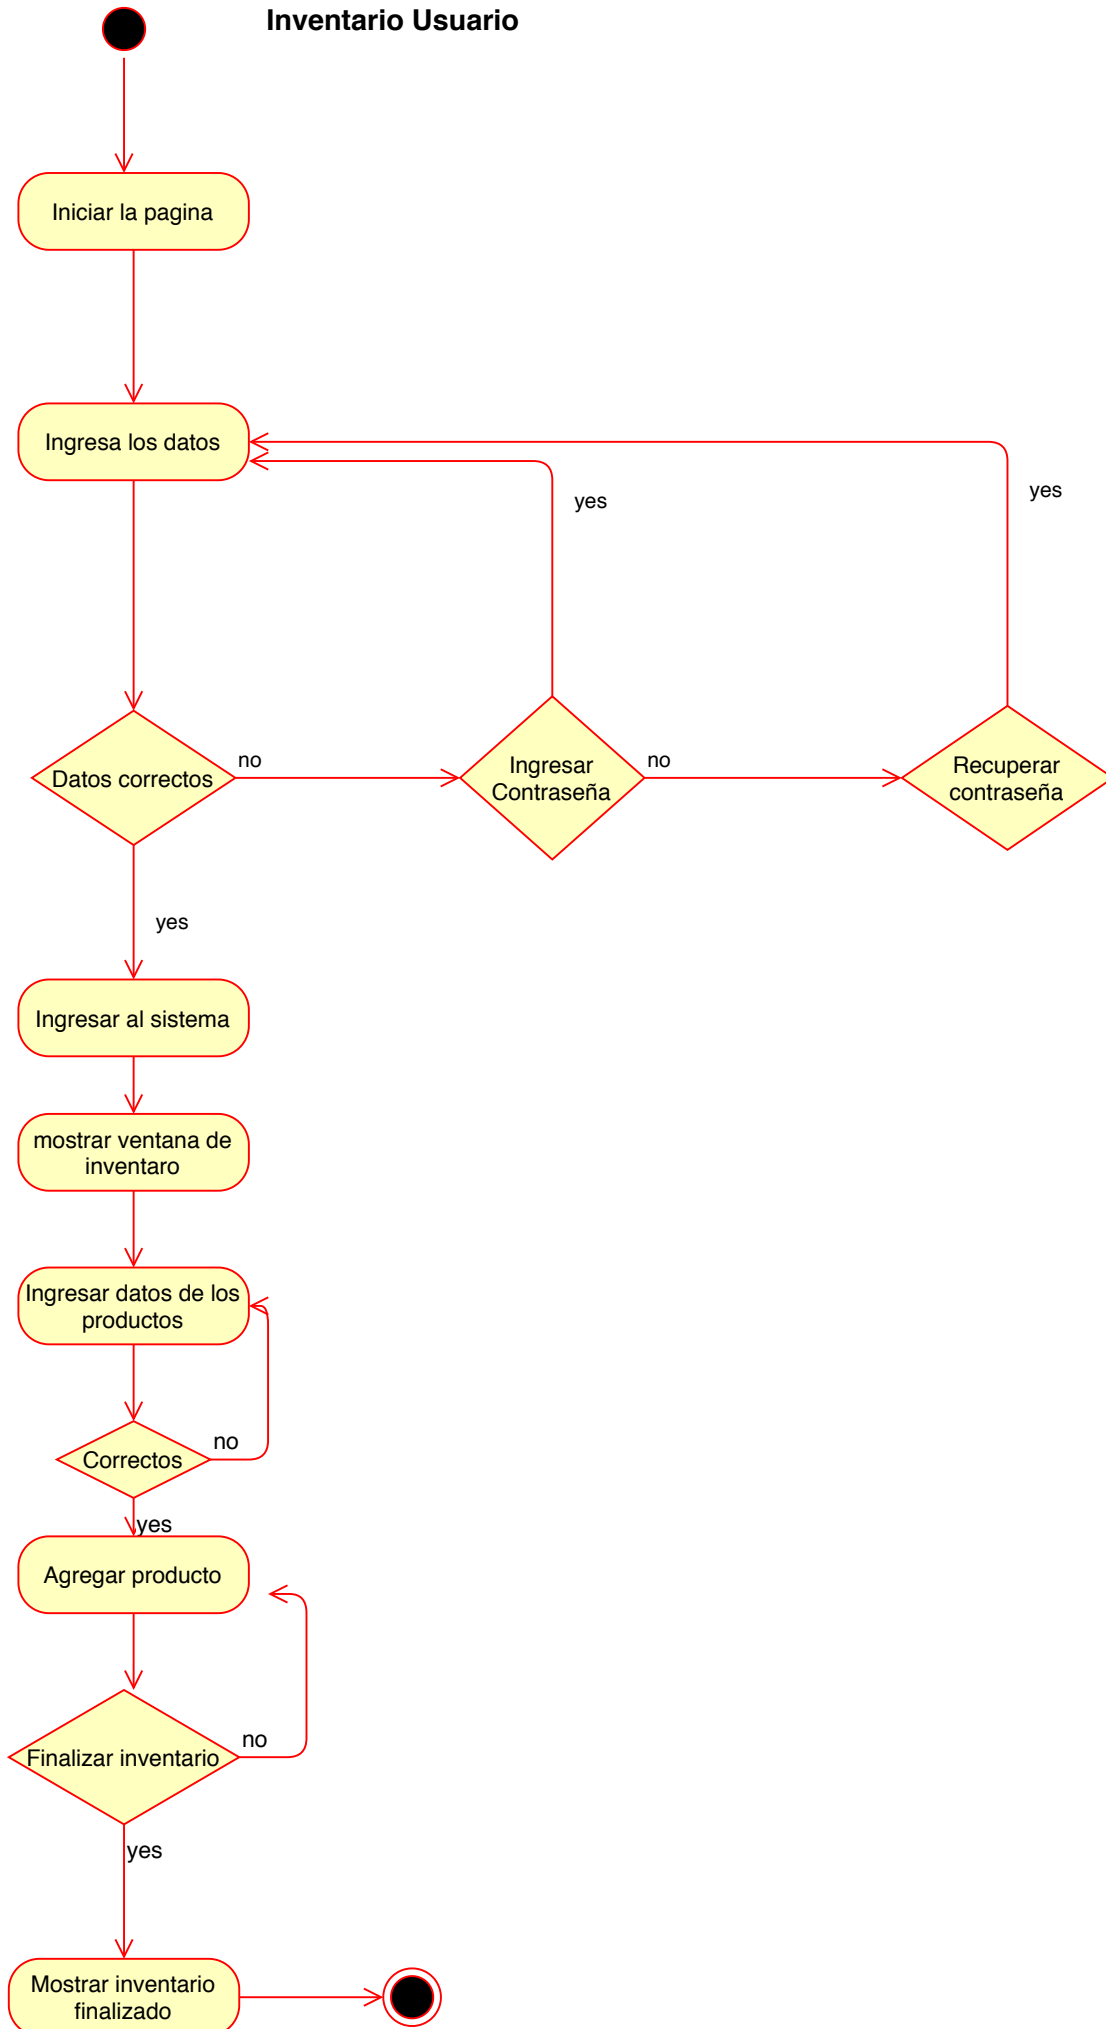 Inventario Usuario
Iniciar la pagina
Ingresa los datos
yes
yes
Datos correctos
no
Ingresar
Contraseña
no
Recuperar
contraseña
yes
Ingresar al sistema
mostrar ventana de
inventaro
Ingresar datos de los
productos
Correctos
no
yes
Agregar producto
Finalizar inventario
no
yes
Mostrar inventario
finalizado